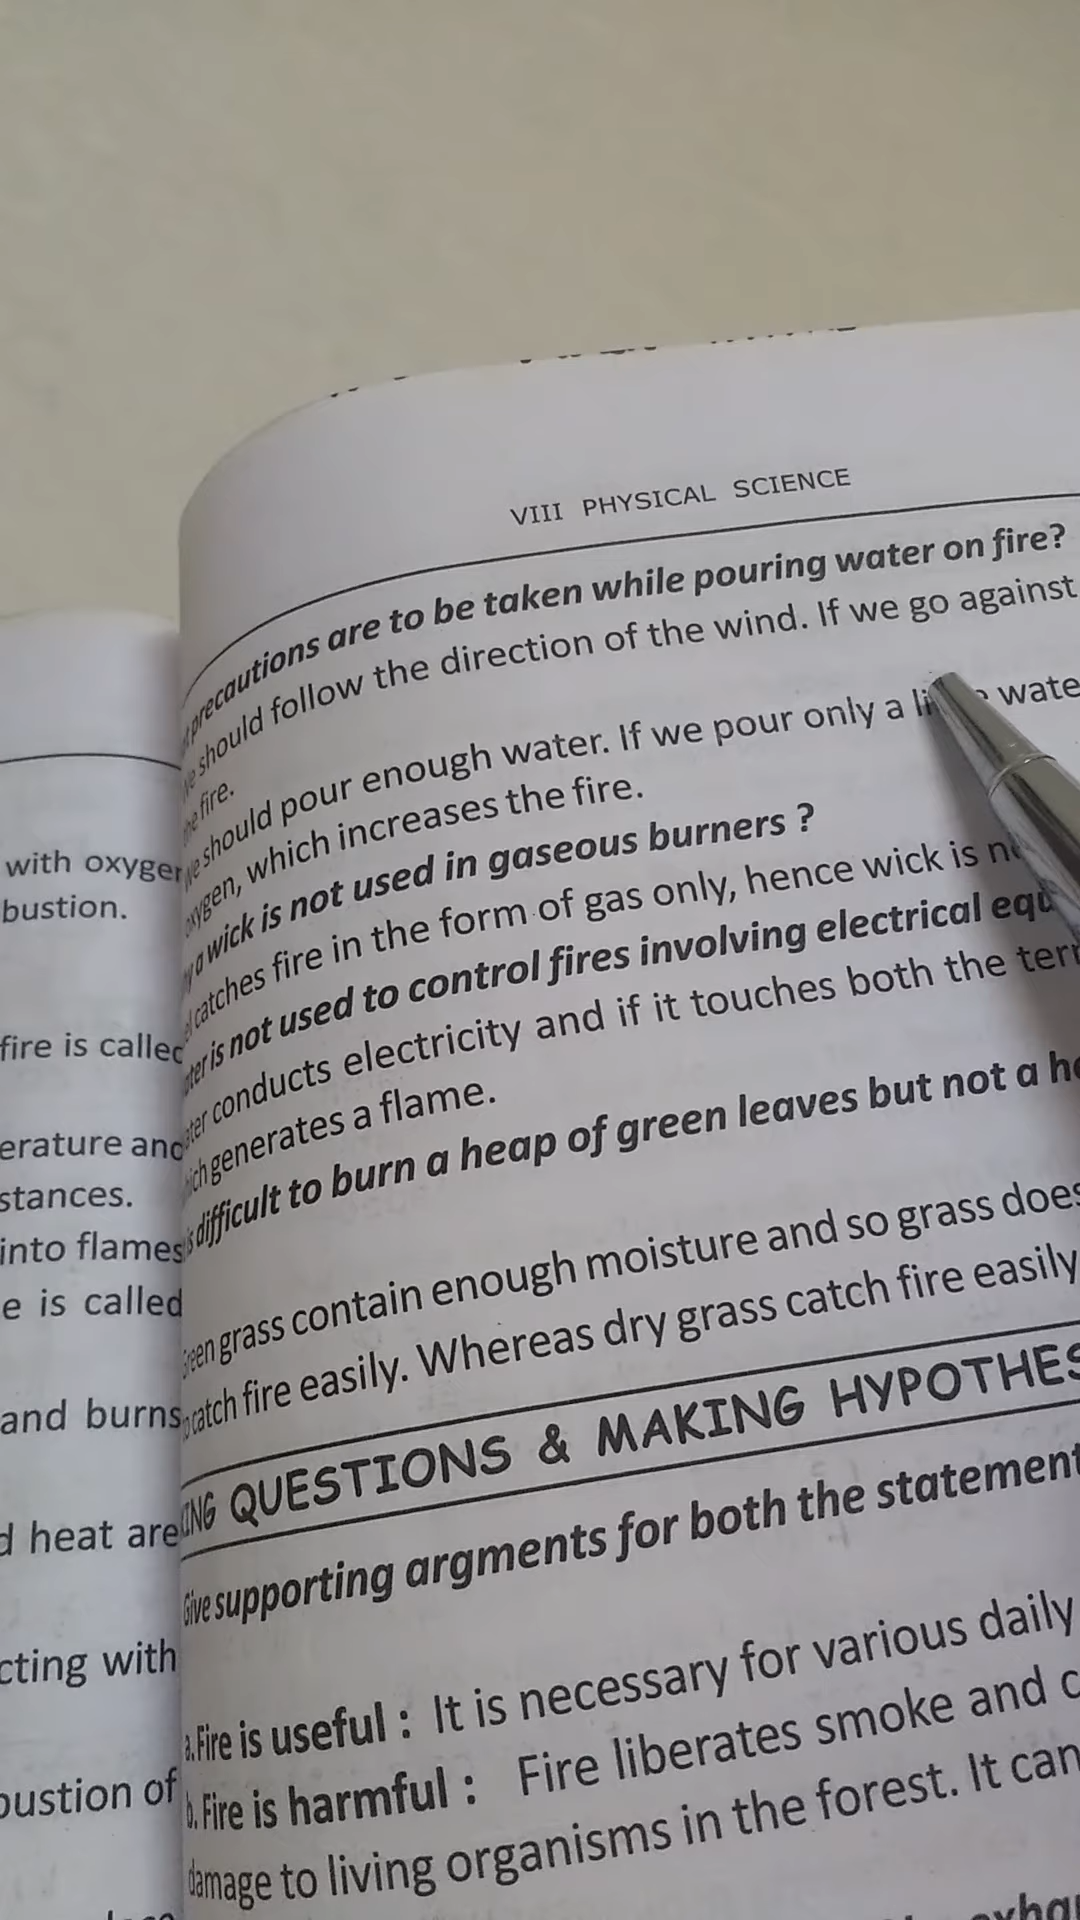 with oxygen
bustion.
fire is called
erature and
stances.
into flames
e is called
and burns
d heat are
cting with
bustion of
VIII PHYSICAL SCIENCE
precautions are to be taken while pouring water on fire?
should follow the direction of the wind. If we go against
the fire.
We should pour enough water. If we pour only a wate
oxygen, which increases the fire.
a wick is not used in gaseous burners ?
catches fire in the form of gas only, hence wick is
is not used to control fires involving electrical equ
conducts electricity and if it touches both the ter
generates a flame.
is difficult to burn a heap of green leaves but not a he
Green grass contain enough moisture and so grass does
catch fire easily. Whereas dry grass catch fire easily
ING QUESTIONS & MAKING HYPOTHES
Give supporting argments for both the statement
a. Fire is useful : It is necessary for various daily
b. Fire is harmful : Fire liberates smoke and c
damage to living organisms in the forest. It can